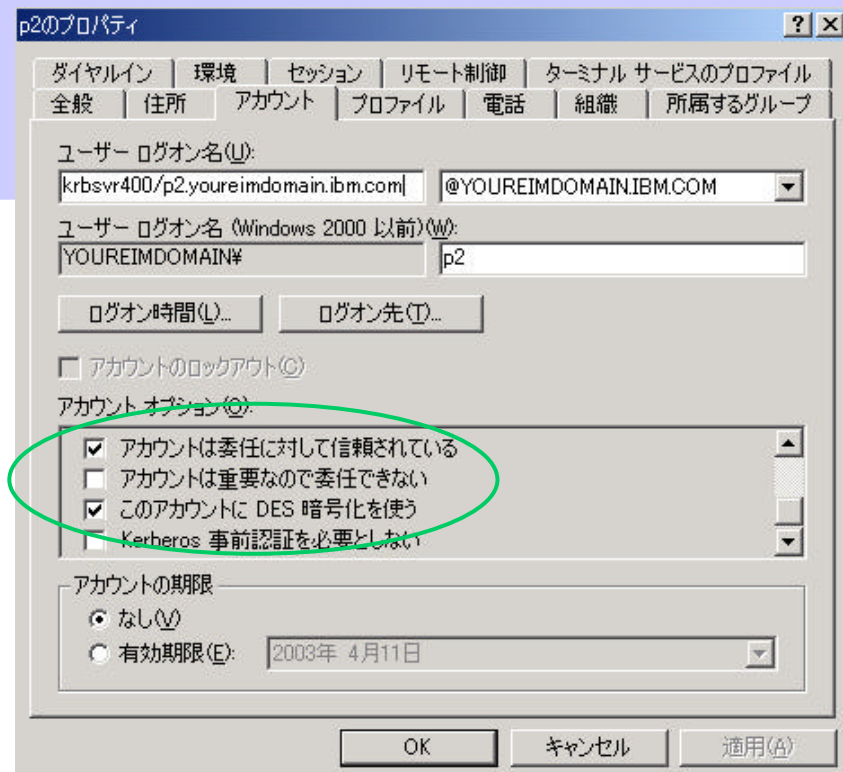 p2のプロパティ
ダイヤルイン 環境 セッション リモート制御 ターミナル サービスのプロファイル
全般 住所 アカウント プロファイル 電話 組織 所属するグループ
ユーザー ログオン名(U):
krbsvr400/p2.youreimdomain.ibm.com @YOUREIMDOMAIN.IBM.COM
ユーザー ログオン名 (Windows 2000 以前)(W):
YOUREIMDOMAIN¥ p2
ログオン時間(L)... ログオン先(T)...
アカウントのロックアウト(C)
アカウント オプション(O):
アカウントは委任に対して信頼されている
アカウントは重要なので委任できない
このアカウントに DES 暗号化を使う
Kerberos 事前認証を必要としない
アカウントの期限
なし(V)
有効期限(E): 2003年 4月11日
OK キャンセル 適用(A)